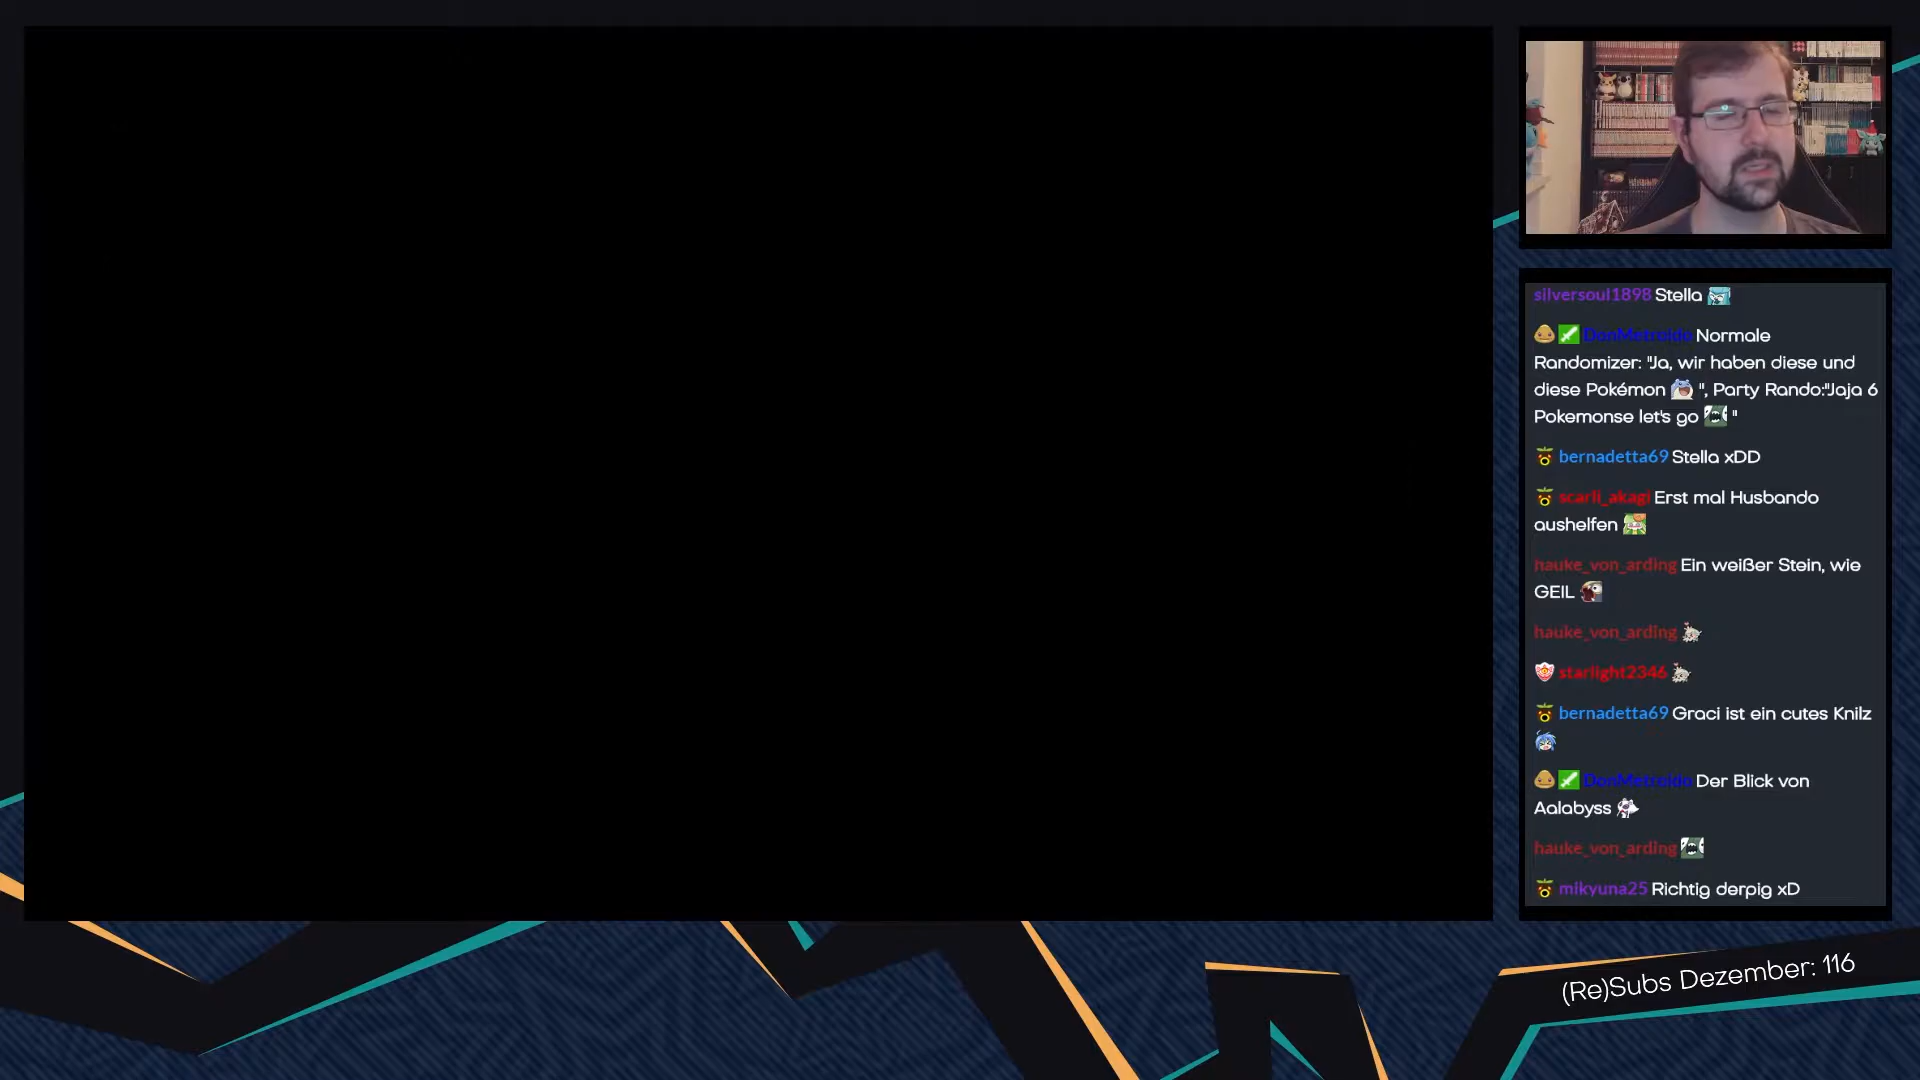 silversoul1898 Stella
DonMetroido Normale
Randomizer: "Ja, wir haben diese und
diese Pokémon ", Party Rando:"Jaja 6
Pokemonse let's go "
bernadetta69 Stella xDD
scarli_akagi Erst mal Husbando
aushelfen
hauke_von_arding Ein weißer Stein, wie
GEIL
hauke_von_arding
starlight2346
bernadetta69 Graci ist ein cutes Knilz
DonMetroido Der Blick von
Aalabyss
hauke_von_arding
mikyuna25 Richtig derpig xD
(Re)Subs Dezember: 116